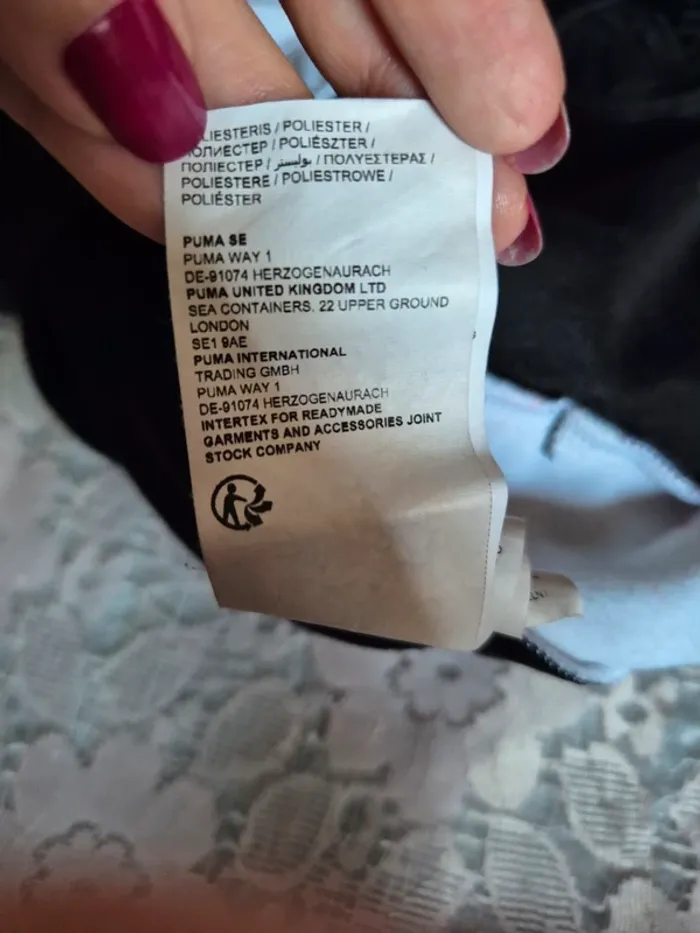 LIESTERIS / POLIESTER /
ПОЛИЕСТЕР / POLIÉSZTER /
ПОЛІЕСТЕР / بوليستر / ΠΟΛΥΕΣΤΕΡΑΣ /
POLIESTERE / POLIESTROWE /
POLIÉSTER
PUMA SE
PUMA WAY 1
DE-91074 HERZOGENAURACH
PUMA UNITED KINGDOM LTD
SEA CONTAINERS. 22 UPPER GROUND
LONDON
SE1 9AE
PUMA INTERNATIONAL
TRADING GMBH
PUMA WAY 1
DE-91074 HERZOGENAURACH
INTERTEX FOR READYMADE
GARMENTS AND ACCESSORIES JOINT
STOCK COMPANY